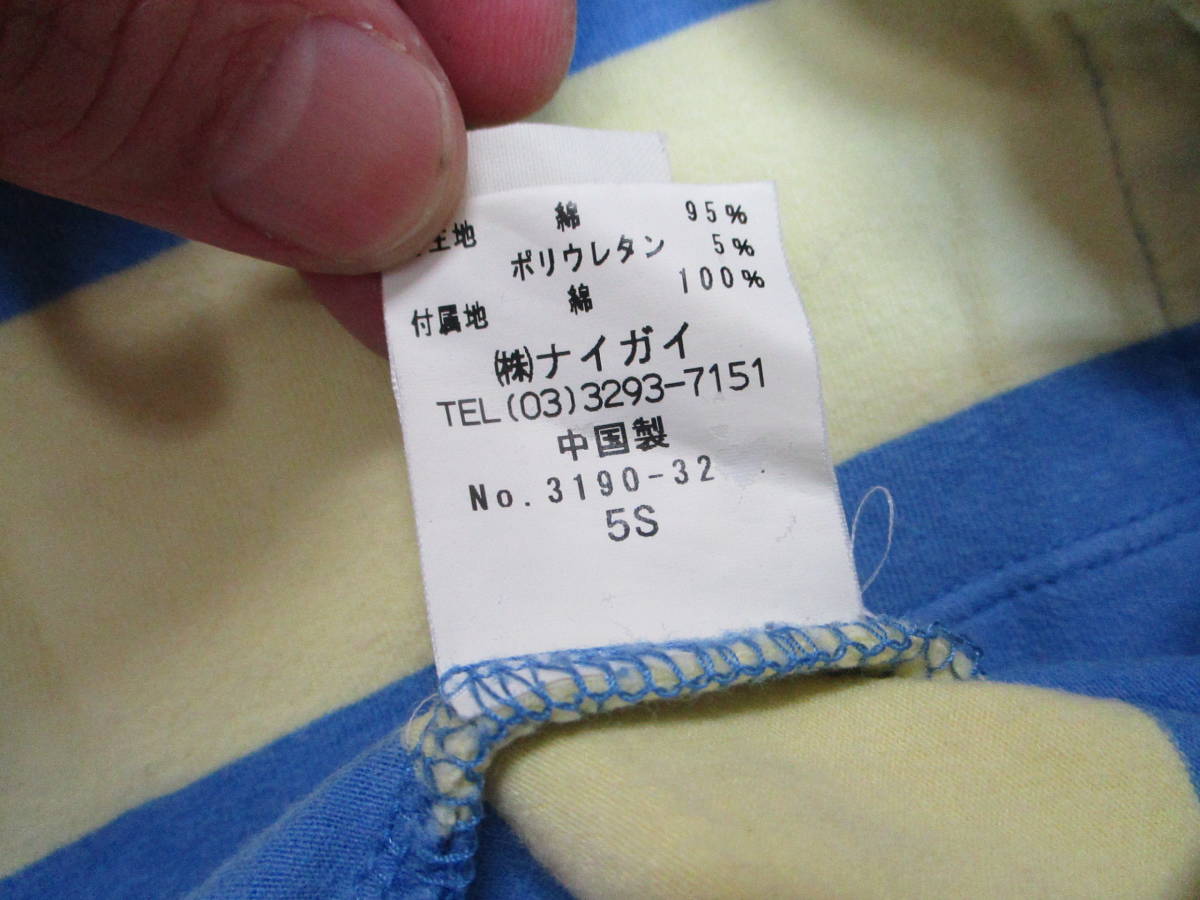 地 綿 95%
ポリウレタン 5%
付属地 綿 100%
㈱ナイガイ
TEL(03)3293-7151
中国製
No.3190-32
5S